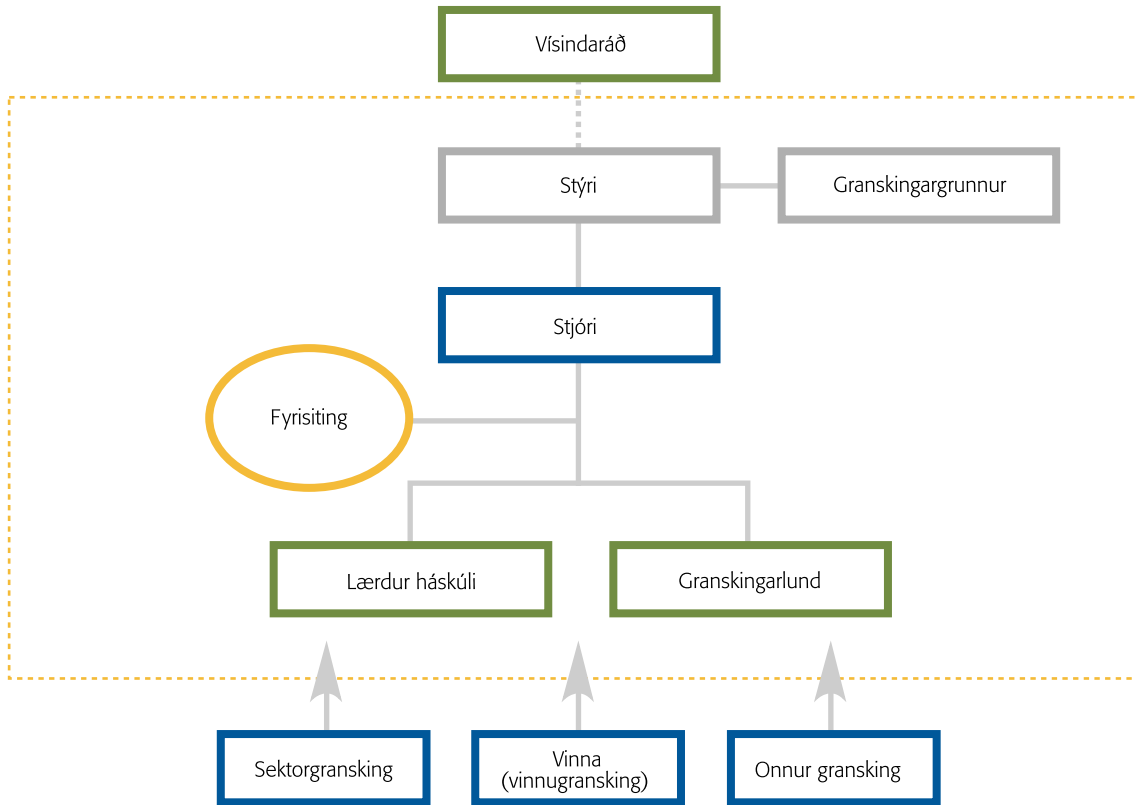 Vísindaráð
Stýri
Granskingargrunnur
Stjóri
Fyrisiting
Lærdur háskúli
Granskingarlund
Sektorgransking
Vinna
(vinnugransking)
Onnur gransking